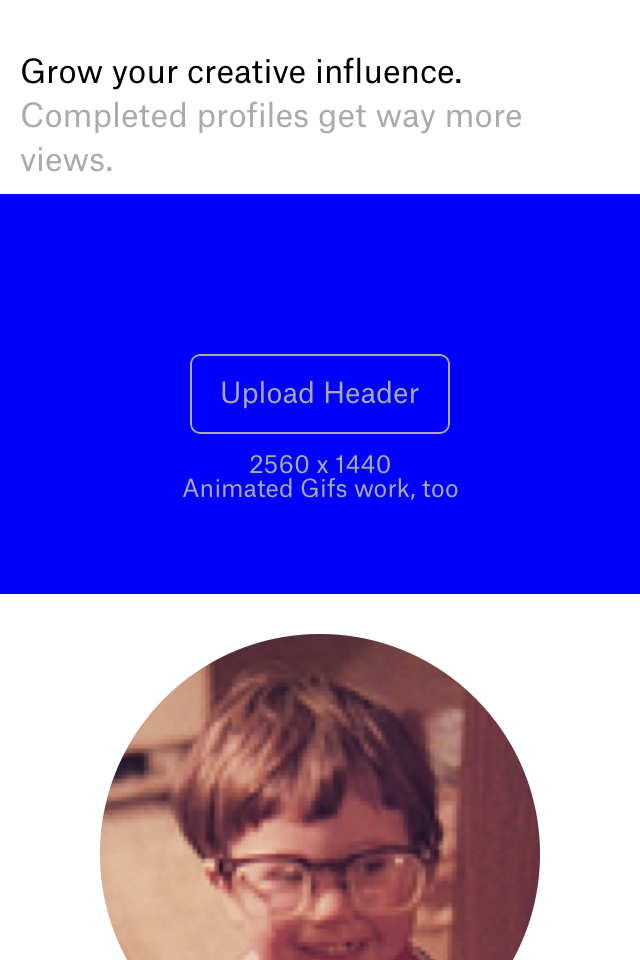 Grow your creative influence.
Completed profiles get way more
views.
Upload Header
2560 x 1440
Animated Gifs work, too